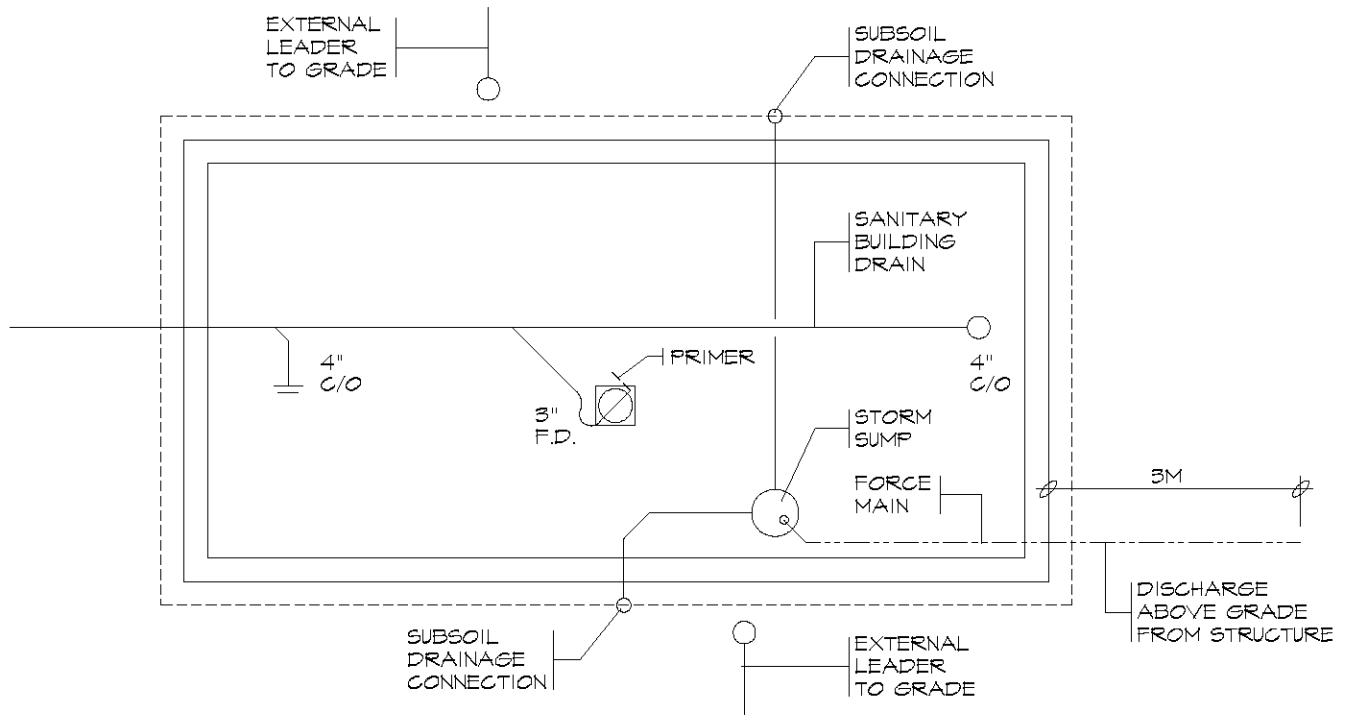 EXTERNAL
LEADER
TO GRADE
SUBSOIL
DRAINAGE
CONNECTION
SANITARY
BUILDING
DRAIN
4"
C/O
PRIMER
4"
C/O
3"
F.D.
STORM
SUMP
FORCE
MAIN
3M
DISCHARGE
ABOVE GRADE
FROM STRUCTURE
SUBSOIL
DRAINAGE
CONNECTION
EXTERNAL
LEADER
TO GRADE